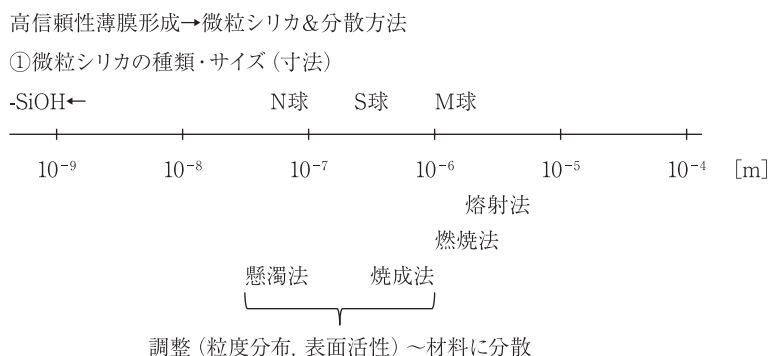 高信頼性薄膜形成→微粒シリカ&分散方法
①微粒シリカの種類・サイズ(寸法)
-SiOH← N球 S球 M球
10⁻⁹ 10⁻⁸ 10⁻⁷ 10⁻⁶ 10⁻⁵ 10⁻⁴ [m]
熔射法
燃焼法
懸濁法 焼成法
調整(粒度分布, 表面活性)～材料に分散